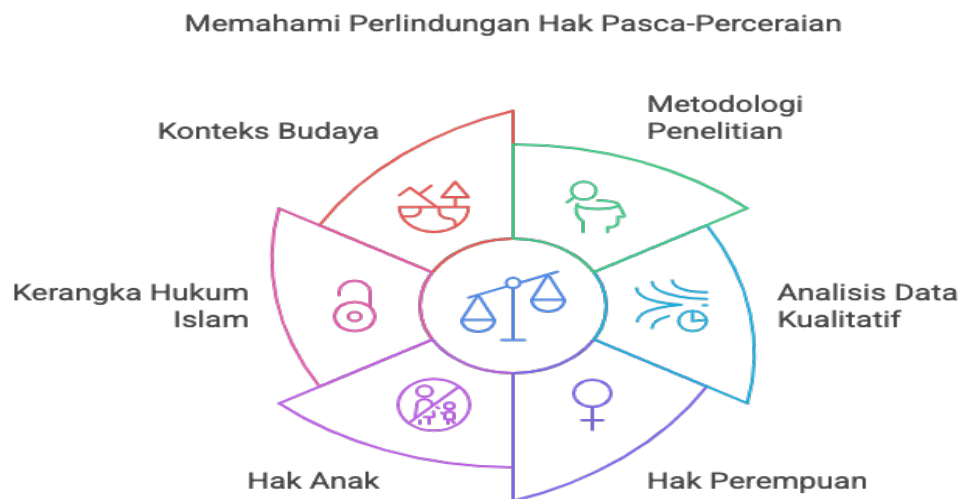 Memahami Perlindungan Hak Pasca-Perceraian
Konteks Budaya
Metodologi
Penelitian
Kerangka Hukum
Islam
Analisis Data
Kualitatif
Hak Anak
Hak Perempuan